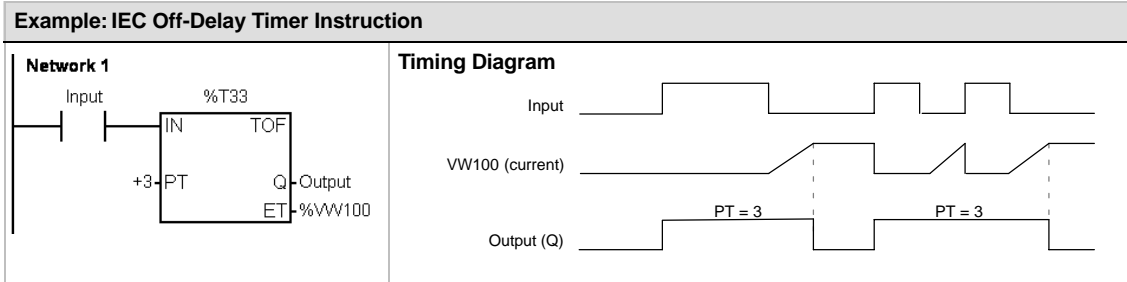 Example: IEC Off-Delay Timer Instruction
Network 1
Input
%T33
IN
TOF
+3
PT
Q
Output
ET
%VW100
Timing Diagram
Input
VW100 (current)
PT = 3
PT = 3
Output (Q)